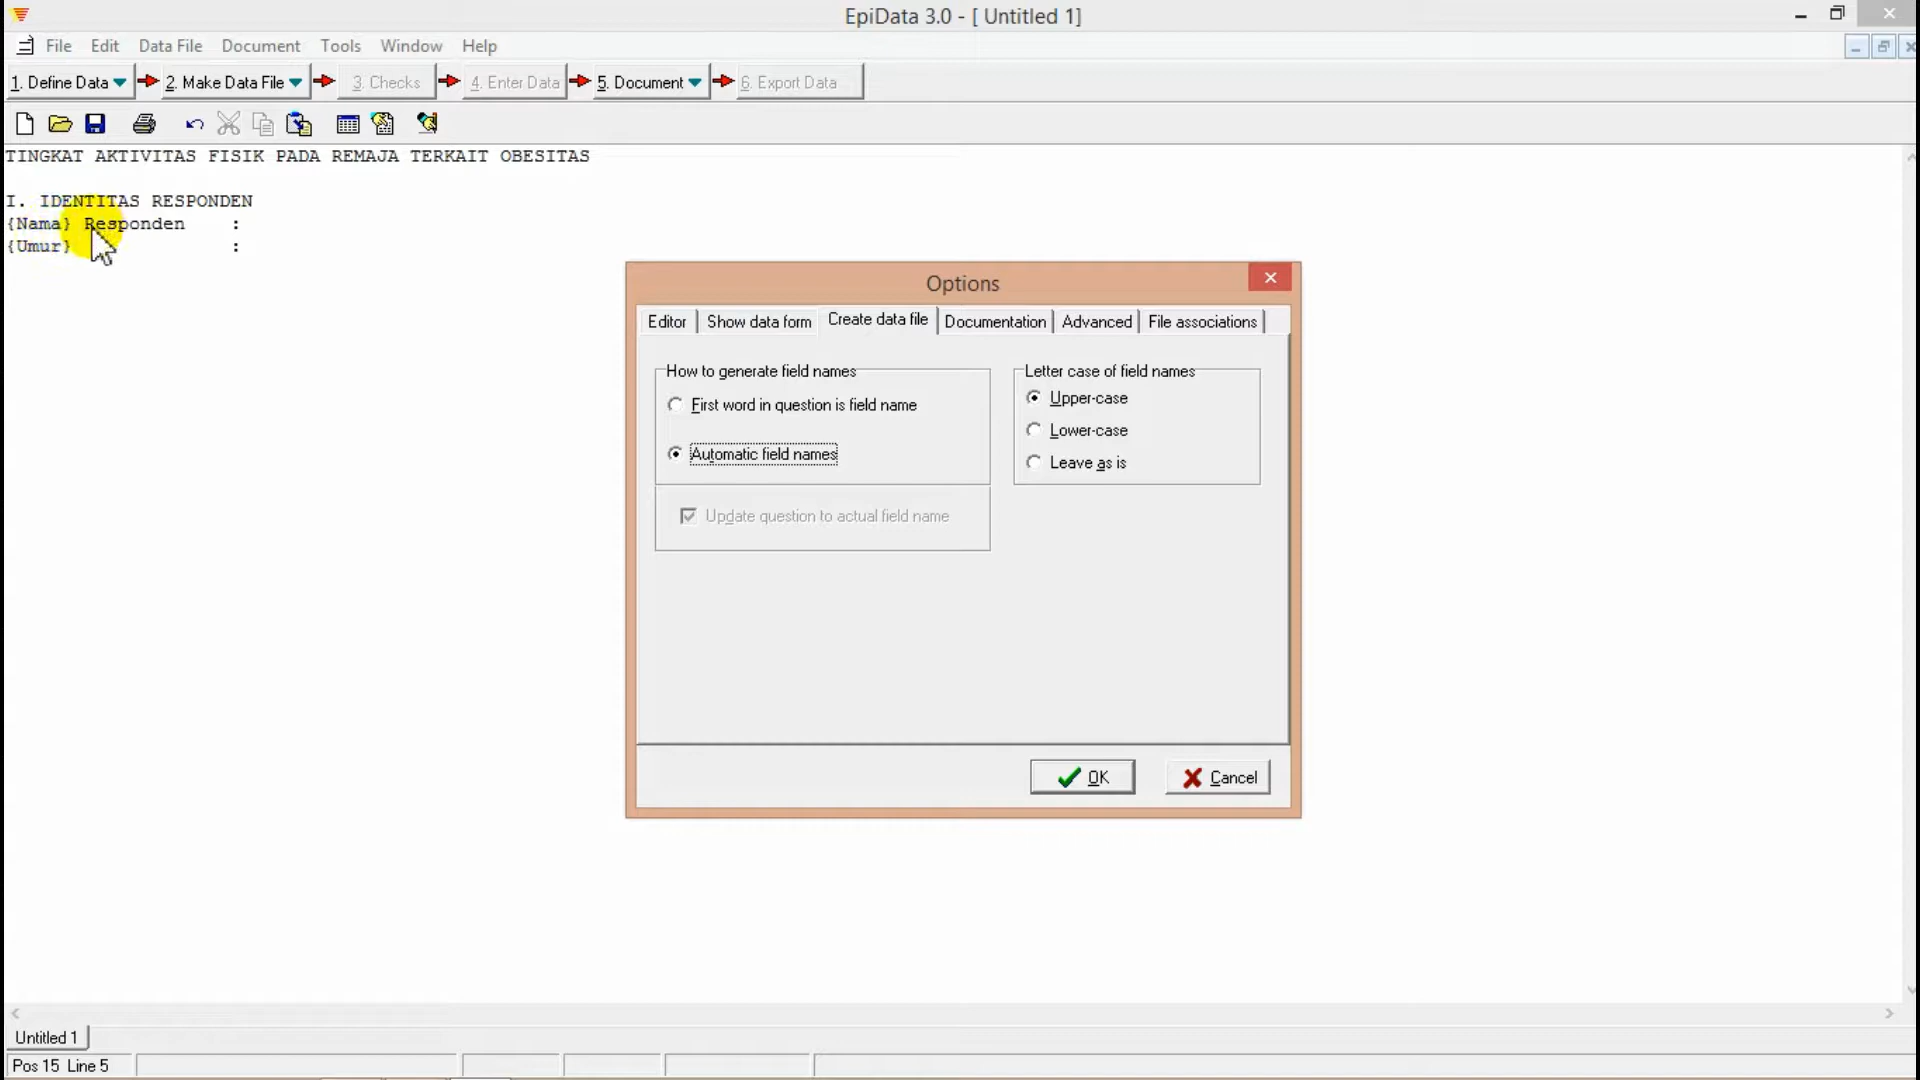 EpiData 3.0 - [ Untitled 1]
File Edit Data File Document Tools Window Help
1. Define Data 2. Make Data File 3. Checks 4. Enter Data 5. Document 6. Export Data
TINGKAT AKTIVITAS FISIK PADA REMAJA TERKAIT OBESITAS
I. IDENTITAS RESPONDEN
{Nama} Responden :
{Umur} :
Options
Editor Show data form Create data file Documentation Advanced File associations
How to generate field names
First word in question is field name
Automatic field names
Update question to actual field name
Letter case of field names
Upper-case
Lower-case
Leave as is
OK Cancel
Untitled 1
Pos 15 Line 5